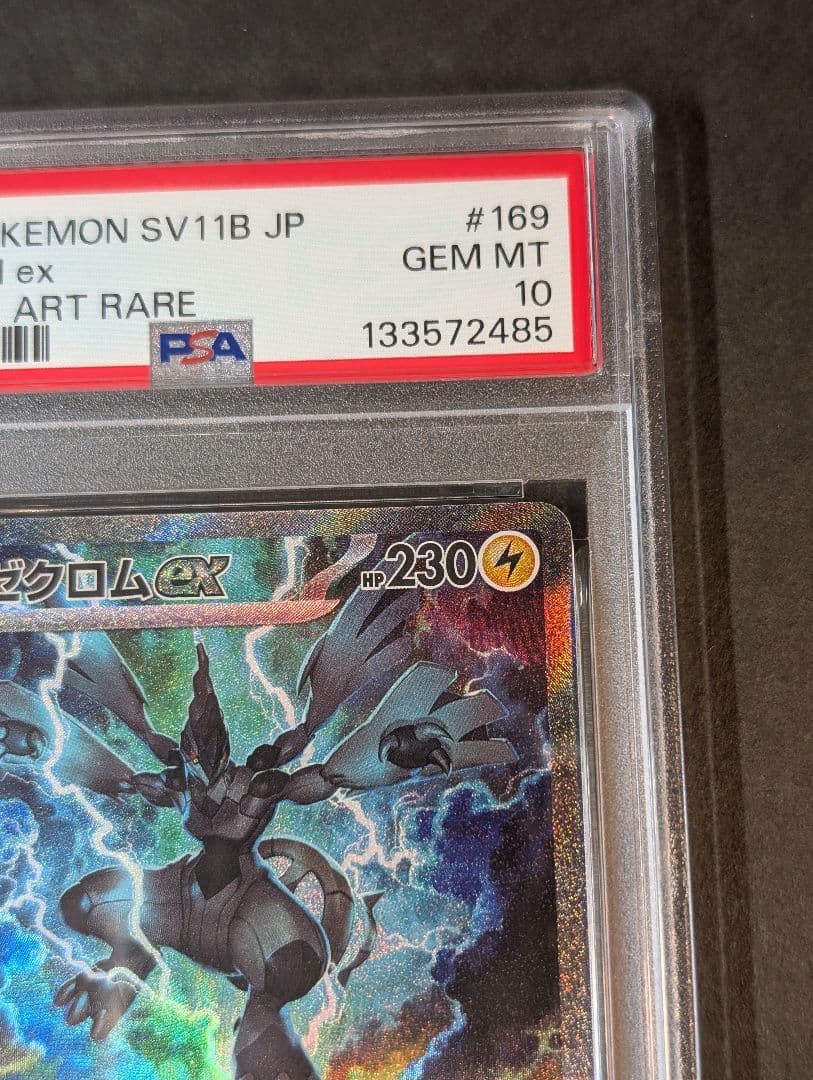 KEMON SV11B JP #169
ex GEM MT
ART RARE 10
PSA 133572485
ゼクロムex HP230